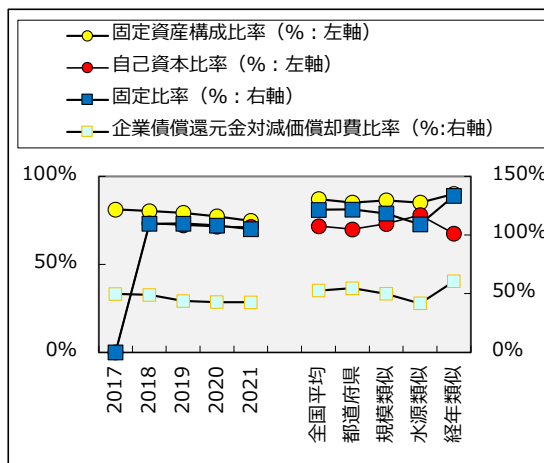 固定資産構成比率（%：左軸）
自己資本比率（%：左軸）
固定比率（%：右軸）
企業債償還元金対減価償却費比率（%:右軸）
100%
50%
0%
150%
100%
50%
0%
2017
2018
2019
2020
2021
全国平均
都道府県
規模類似
水源類似
経年類似